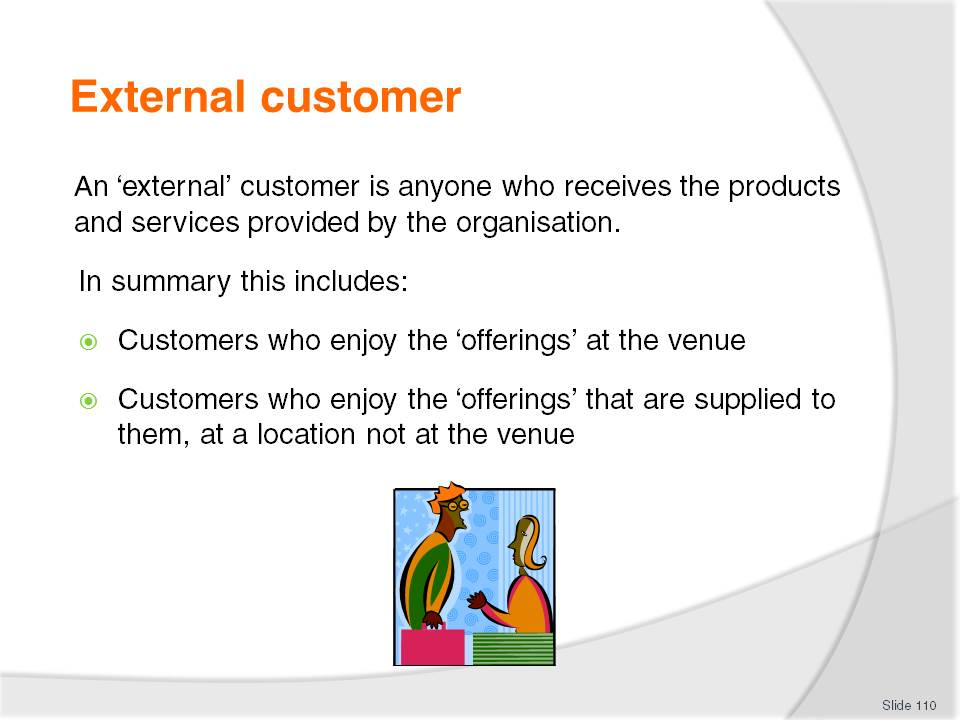 External customer
An ‘external’ customer is anyone who receives the products
and services provided by the organisation.
In summary this includes:
Customers who enjoy the ‘offerings’ at the venue
Customers who enjoy the ‘offerings’ that are supplied to
them, at a location not at the venue
Slide 110